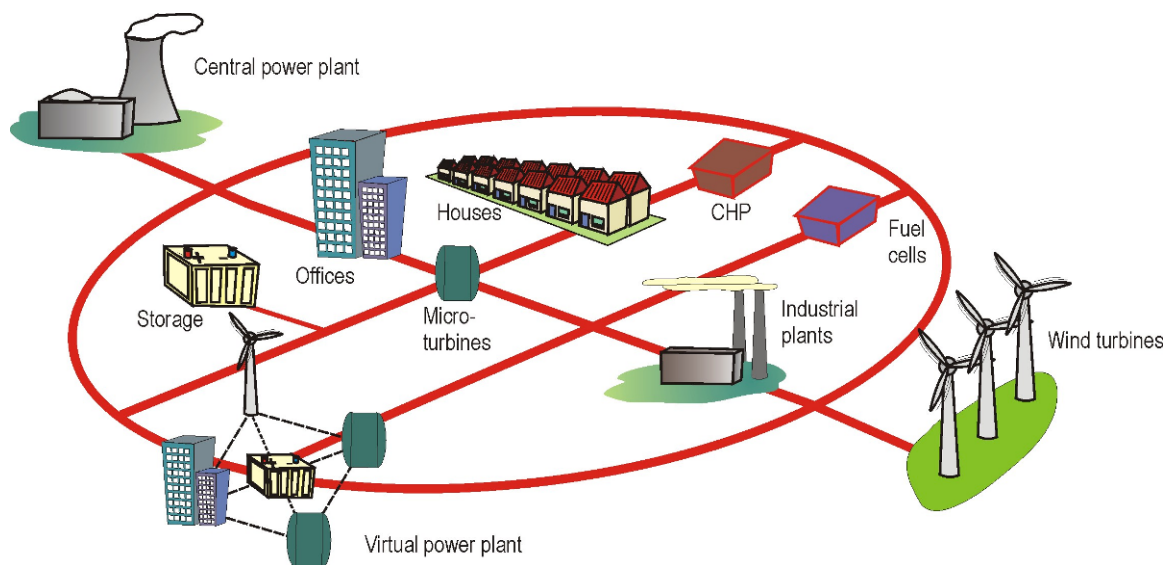 Central power plant
Houses
CHP
Offices
Fuel
cells
Storage
Micro-
turbines
Industrial
plants
Wind turbines
Virtual power plant